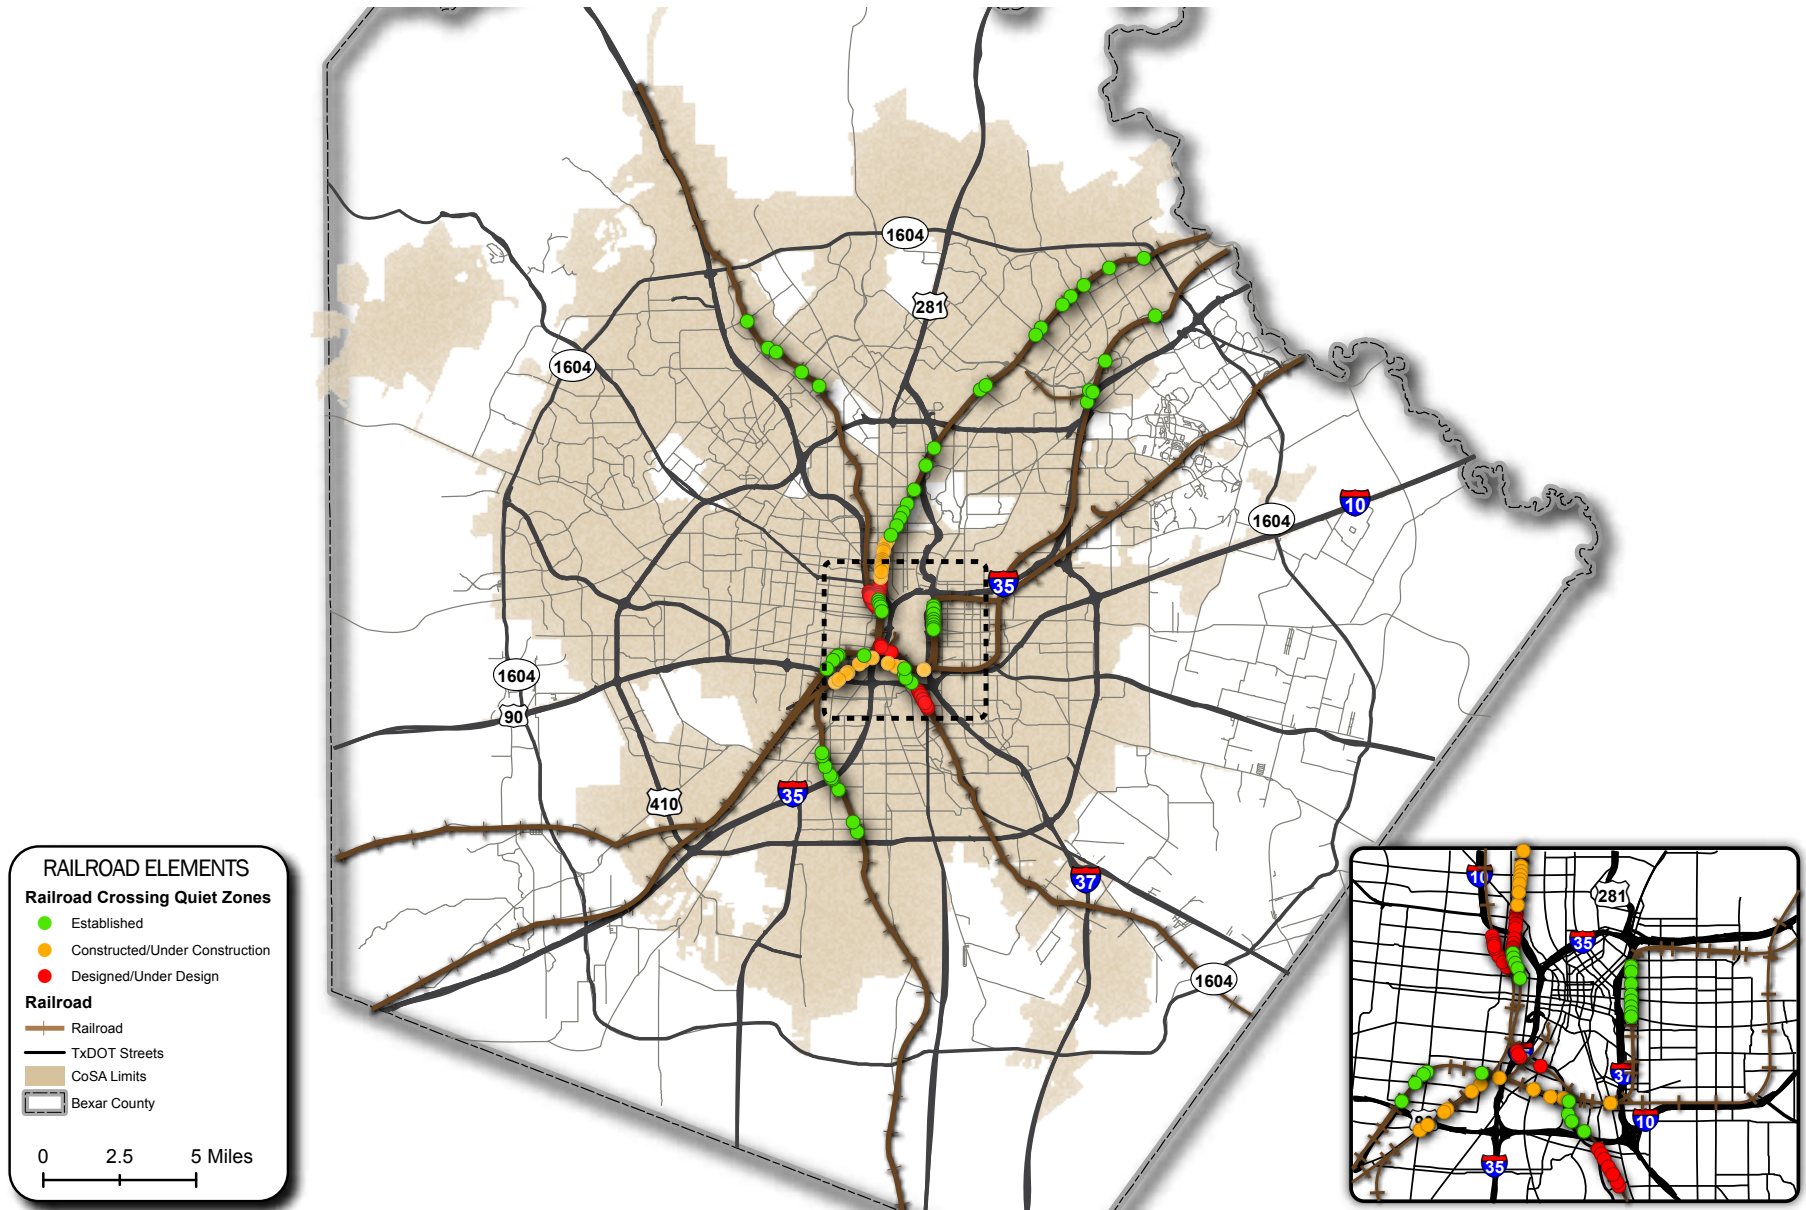 1604
281
1604
10
1604
35
1604
90
410
35
37
1604
RAILROAD ELEMENTS
Railroad Crossing Quiet Zones
Established
Constructed/Under Construction
Designed/Under Design
Railroad
Railroad
TxDOT Streets
CoSA Limits
Bexar County
0 2.5 5 Miles
10
281
35
37
10
35